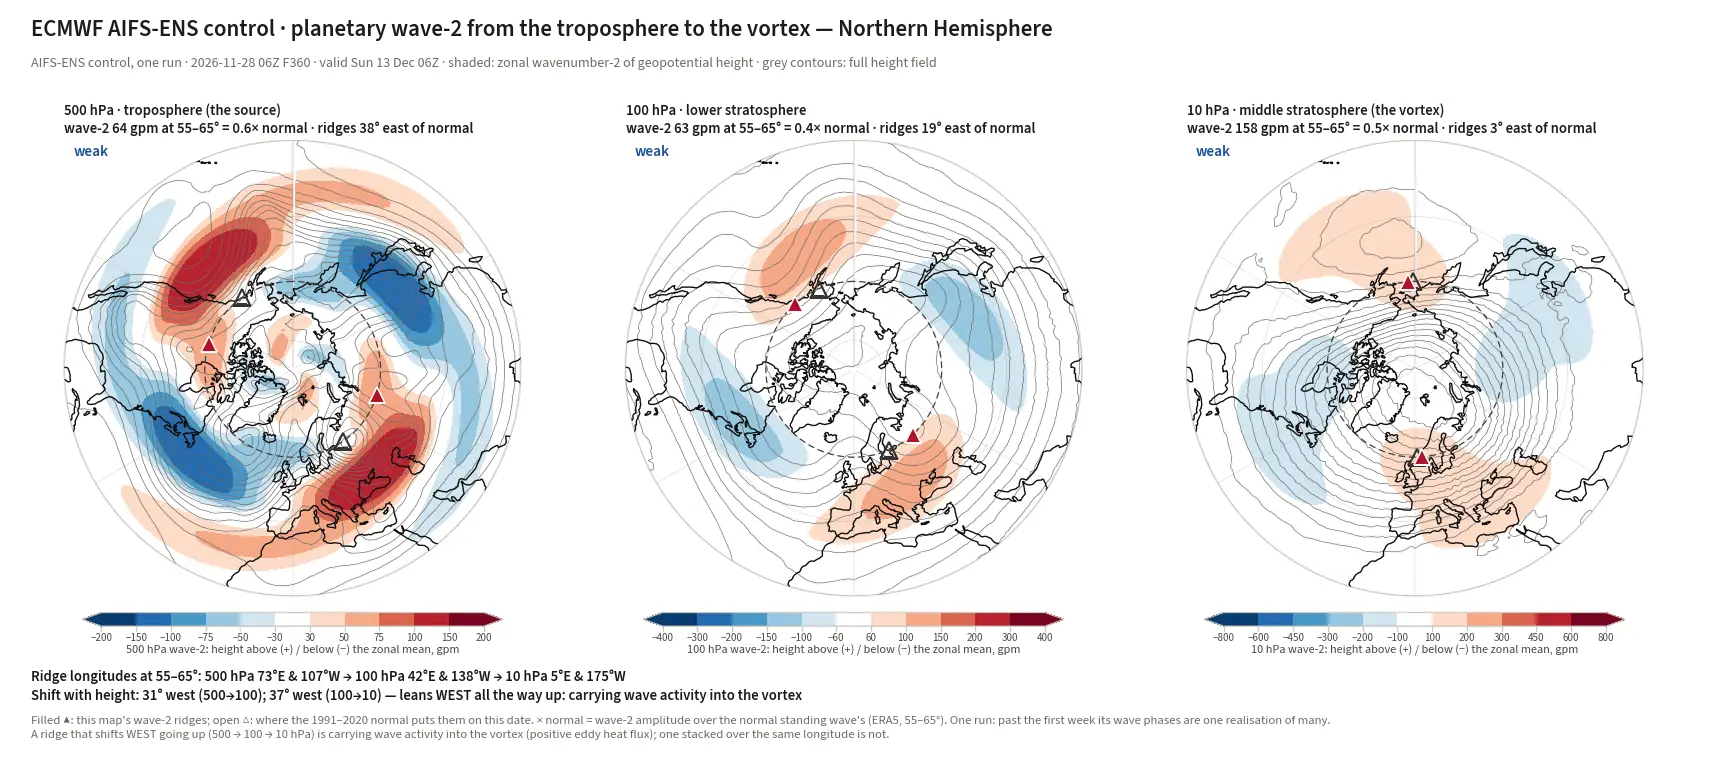 ECMWF AIFS-ENS control · planetary wave-2 from the troposphere to the vortex — Northern Hemisphere
AIFS-ENS control, one run · 2026-11-28 06Z F360 · valid Sun 13 Dec 06Z · shaded: zonal wavenumber-2 of geopotential height · grey contours: full height field
500 hPa · troposphere (the source)
wave-2 64 gpm at 55–65° = 0.6× normal · ridges 38° east of normal
weak
100 hPa · lower stratosphere
wave-2 63 gpm at 55–65° = 0.4× normal · ridges 19° east of normal
weak
10 hPa · middle stratosphere (the vortex)
wave-2 158 gpm at 55–65° = 0.5× normal · ridges 3° east of normal
weak
−200 −150 −100 −75 −50 −30 30 50 75 100 150 200
500 hPa wave-2: height above (+) / below (−) the zonal mean, gpm
−400 −300 −200 −150 −100 −60 60 100 150 200 300 400
100 hPa wave-2: height above (+) / below (−) the zonal mean, gpm
−800 −600 −450 −300 −200 −100 100 200 300 450 600 800
10 hPa wave-2: height above (+) / below (−) the zonal mean, gpm
Ridge longitudes at 55–65°: 500 hPa 73°E & 107°W → 100 hPa 42°E & 138°W → 10 hPa 5°E & 175°W
Shift with height: 31° west (500→100); 37° west (100→10) — leans WEST all the way up: carrying wave activity into the vortex
Filled ▲: this map's wave-2 ridges; open △: where the 1991–2020 normal puts them on this date. × normal = wave-2 amplitude over the normal standing wave's (ERA5, 55–65°). One run: past the first week its wave phases are one realisation of many.
A ridge that shifts WEST going up (500 → 100 → 10 hPa) is carrying wave activity into the vortex (positive eddy heat flux); one stacked over the same longitude is not.